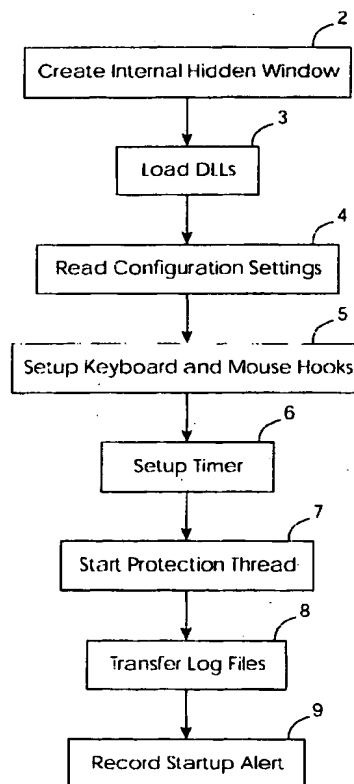 2
Create Internal Hidden Window
3
Load DLLs
4
Read Configuration Settings
5
Setup Keyboard and Mouse Hooks
6
Setup Timer
7
Start Protection Thread
8
Transfer Log Files
9
Record Startup Alert